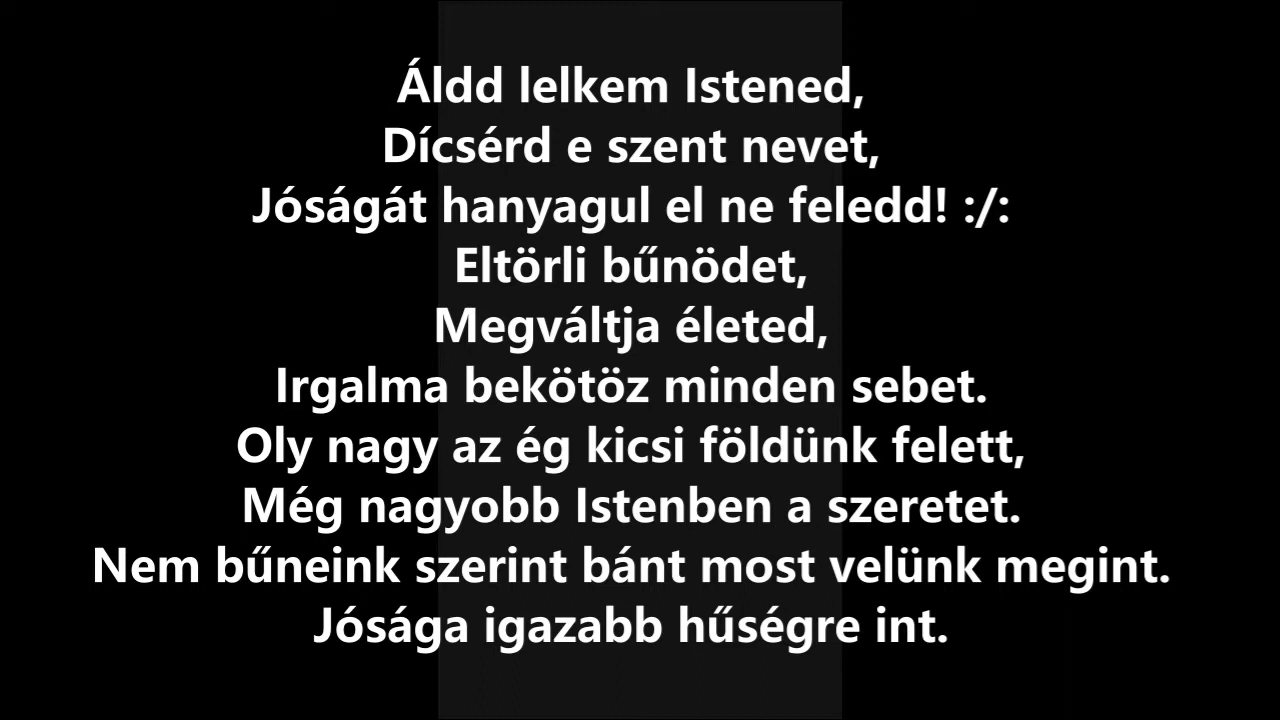 Áldd lelkem Istened,
Dícsérd e szent nevet,
Jóságát hanyagul el ne feledd! :/:
Eltörli bűnödet,
Megváltja életed,
Irgalma bekötöz minden sebet.
Oly nagy az ég kicsi földünk felett,
Még nagyobb Istenben a szeretet.
Nem bűneink szerint bánt most velünk megint.
Jósága igazabb hűségre int.